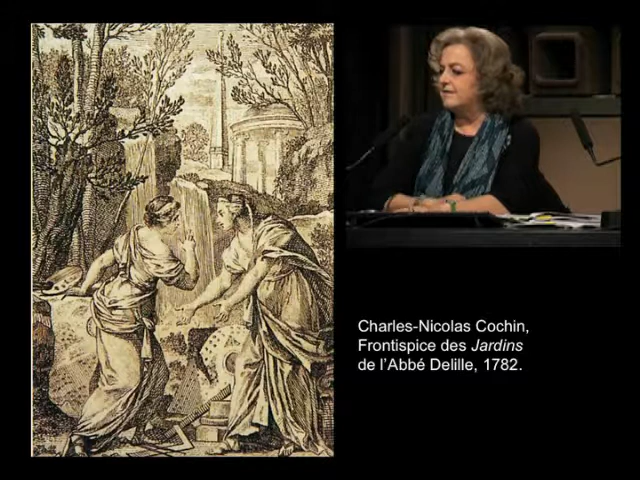 Charles-Nicolas Cochin,
Frontispice des Jardins
de l'Abbé Delille, 1782.